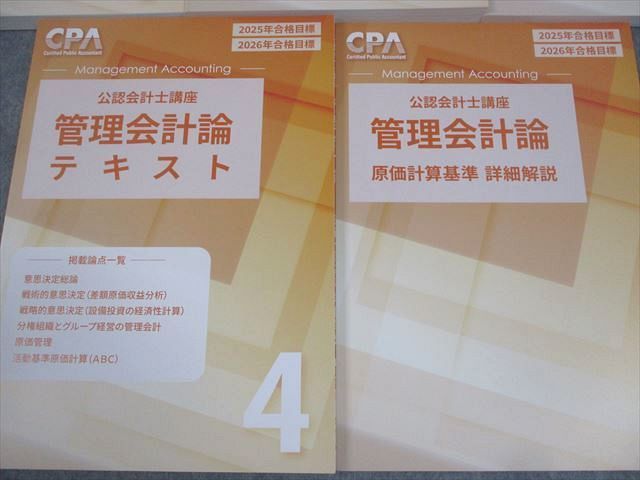 CPA
Certified Public Accountant
2025年合格目標
2026年合格目標
Management Accounting
公認会計士講座
管理会計論
テキスト
掲載論点一覧
意思決定総論
戦術的意思決定(差額原価収益分析)
戦略的意思決定(設備投資の経済性計算)
分権組織とグループ経営の管理会計
原価管理
活動基準原価計算(ABC)
4
CPA
Certified Public Accountant
2025年合格目標
2026年合格目標
Management Accounting
公認会計士講座
管理会計論
原価計算基準 詳細解説